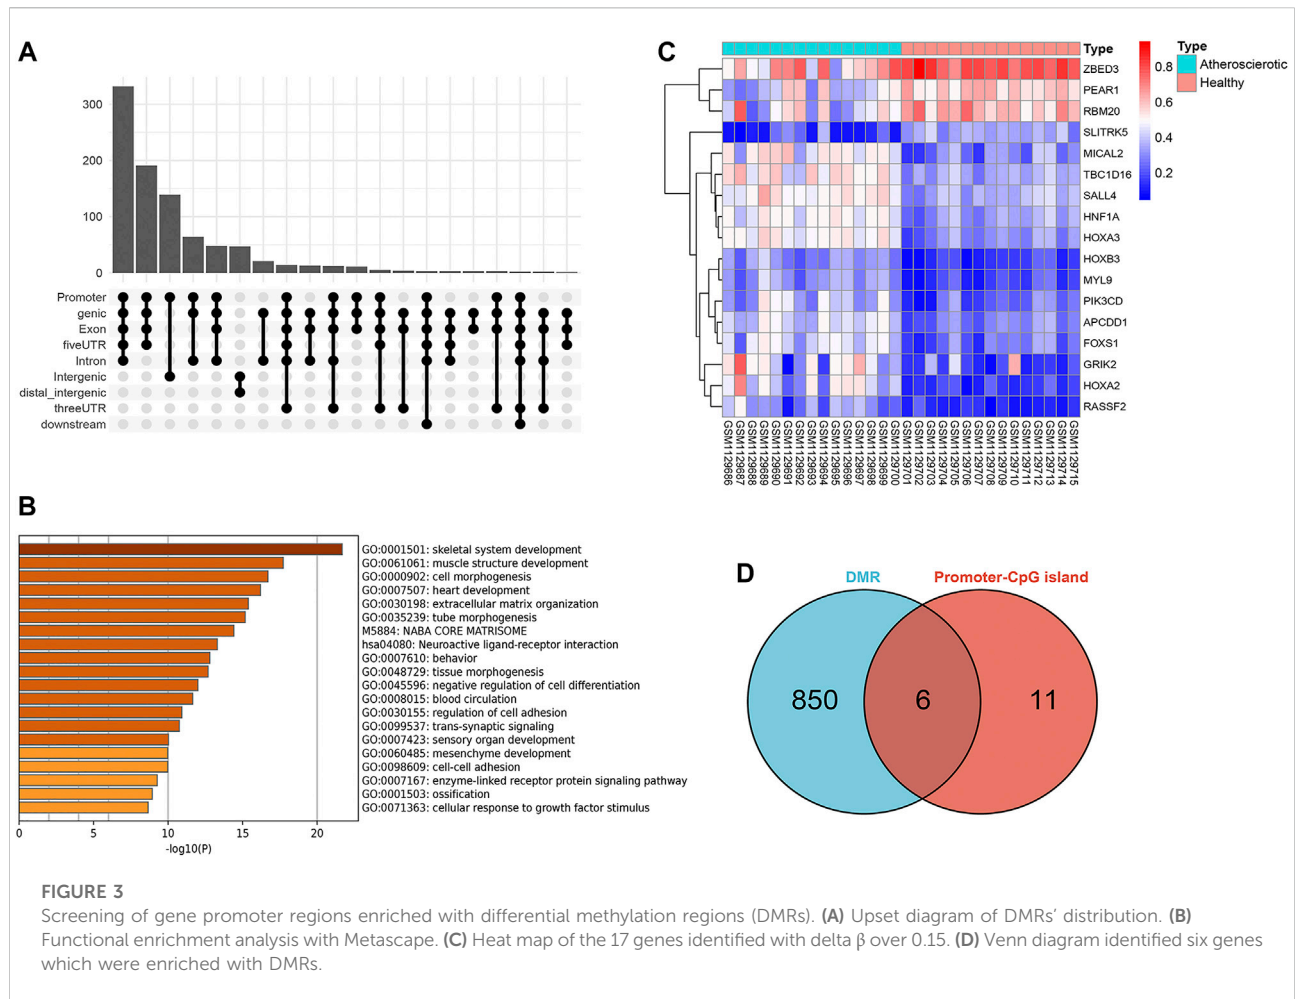 A
300
200
100
0
Promoter
genic
Exon
fiveUTR
Intron
Intergenic
distal_intergenic
threeUTR
downstream
B
GO:0001501: skeletal system development
GO:0061061: muscle structure development
GO:0000902: cell morphogenesis
GO:0007507: heart development
GO:0030198: extracellular matrix organization
GO:0035239: tube morphogenesis
M5884: NABA CORE MATRISOME
hsa04080: Neuroactive ligand-receptor interaction
GO:0007610: behavior
GO:0048729: tissue morphogenesis
GO:0045596: negative regulation of cell differentiation
GO:0008015: blood circulation
GO:0030155: regulation of cell adhesion
GO:0099537: trans-synaptic signaling
GO:0007423: sensory organ development
GO:0060485: mesenchyme development
GO:0098609: cell-cell adhesion
GO:0007167: enzyme-linked receptor protein signaling pathway
GO:0001503: ossification
GO:0071363: cellular response to growth factor stimulus
0 5 10 15 20
-log10(P)
C
Type
ZBED3
PEAR1
RBM20
SLITRK5
MICAL2
TBC1D16
SALL4
HNF1A
HOXA3
HOXB3
MYL9
PIK3CD
APCDD1
FOXS1
GRIK2
HOXA2
RASSF2
GSM1129686
GSM1129687
GSM1129688
GSM1129689
GSM1129690
GSM1129691
GSM1129692
GSM1129693
GSM1129694
GSM1129695
GSM1129696
GSM1129697
GSM1129698
GSM1129699
GSM1129700
GSM1129701
GSM1129702
GSM1129703
GSM1129704
GSM1129705
GSM1129706
GSM1129707
GSM1129708
GSM1129709
GSM1129710
GSM1129711
GSM1129712
GSM1129713
GSM1129714
GSM1129715
0.8
0.6
0.4
0.2
Type
Atheroscierotic
Healthy
D
DMR
Promoter-CpG island
850
6
11
FIGURE 3
Screening of gene promoter regions enriched with differential methylation regions (DMRs). (A) Upset diagram of DMRs' distribution. (B)
Functional enrichment analysis with Metascape. (C) Heat map of the 17 genes identified with delta β over 0.15. (D) Venn diagram identified six genes
which were enriched with DMRs.